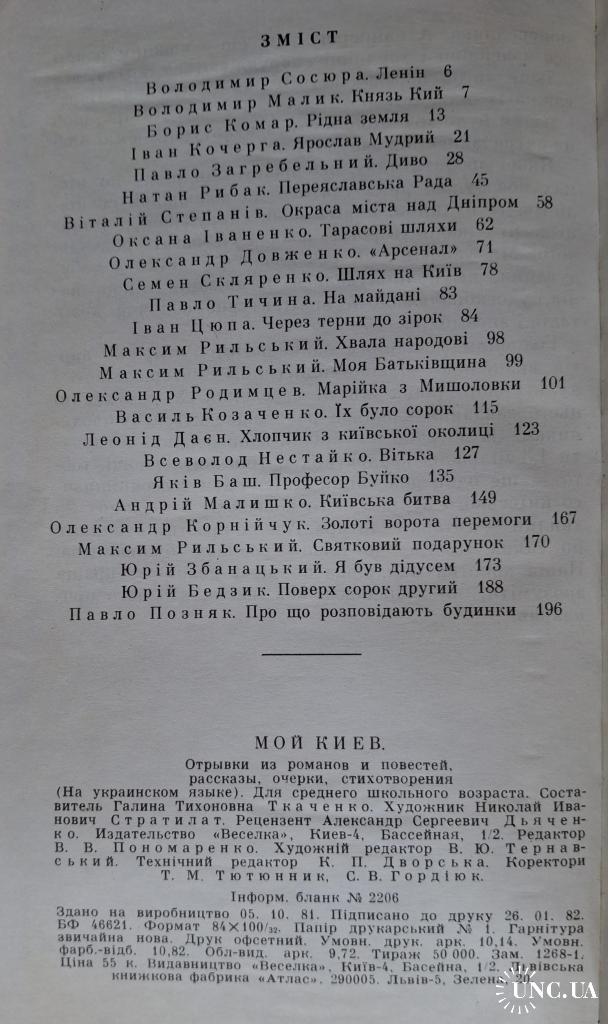 ЗМІСТ
Володимир Сосюра. Ленін 6
Володимир Малик. Князь Кий 7
Борис Комар. Рідна земля 13
Іван Кочерга. Ярослав Мудрий 21
Павло Загребельний. Диво 28
Натан Рибак. Переяславська Рада 45
Віталій Степанів. Окраса міста над Дніпром 58
Оксана Іваненко. Тарасові шляхи 62
Олександр Довженко. «Арсенал» 71
Семен Скляренко. Шлях на Київ 78
Павло Тичина. На майдані 83
Іван Цюпа. Через терни до зірок 84
Максим Рильський. Хвала народові 98
Максим Рильський. Моя Батьківщина 99
Олександр Родимцев. Марійка з Мишоловки 101
Василь Козаченко. Їх було сорок 115
Леонід Даєн. Хлопчик з київської околиці 123
Всеволод Нестайко. Вітька 127
Яків Баш. Професор Буйко 135
Андрій Малишко. Київська битва 149
Олександр Корнійчук. Золоті ворота перемоги 167
Максим Рильський. Святковий подарунок 170
Юрій Збанацький. Я був дідусем 173
Юрій Бедзик. Поверх сорок другий 188
Павло Позняк. Про що розповідають будинки 196
МОЙ КИЕВ.
Отрывки из романов и повестей,
рассказы, очерки, стихотворения
(На украинском языке). Для среднего школьного возраста. Соста-
витель Галина Тихоновна Ткаченко. Художник Николай Ива-
нович Стратилат. Рецензент Александр Сергеевич Дьячен-
ко. Издательство «Веселка», Киев-4, Бассейная, 1/2. Редактор
В. В. Пономаренко. Художній редактор В. Ю. Тернав-
ський. Технічний редактор К. П. Дворська. Коректори
Т. М. Тютюнник, С. В. Гордіюк.
Інформ. бланк № 2206
Здано на виробництво 05. 10. 81. Підписано до друку 26. 01. 82.
БФ 46621. Формат 84×100/32. Папір друкарський № 1. Гарнітура
звичайна нова. Друк офсетний. Умовн. друк. арк. 10,14. Умовн.
фарб.-відб. 10,82. Обл-вид. арк. 9,72. Тираж 50 000. Зам. 1268-1.
Ціна 55 к. Видавництво «Веселка», Київ-4, Басейна, 1/2. Львівська
книжкова фабрика «Атлас». 290005. Львів-5, Зелена, 20.
UNC.UA